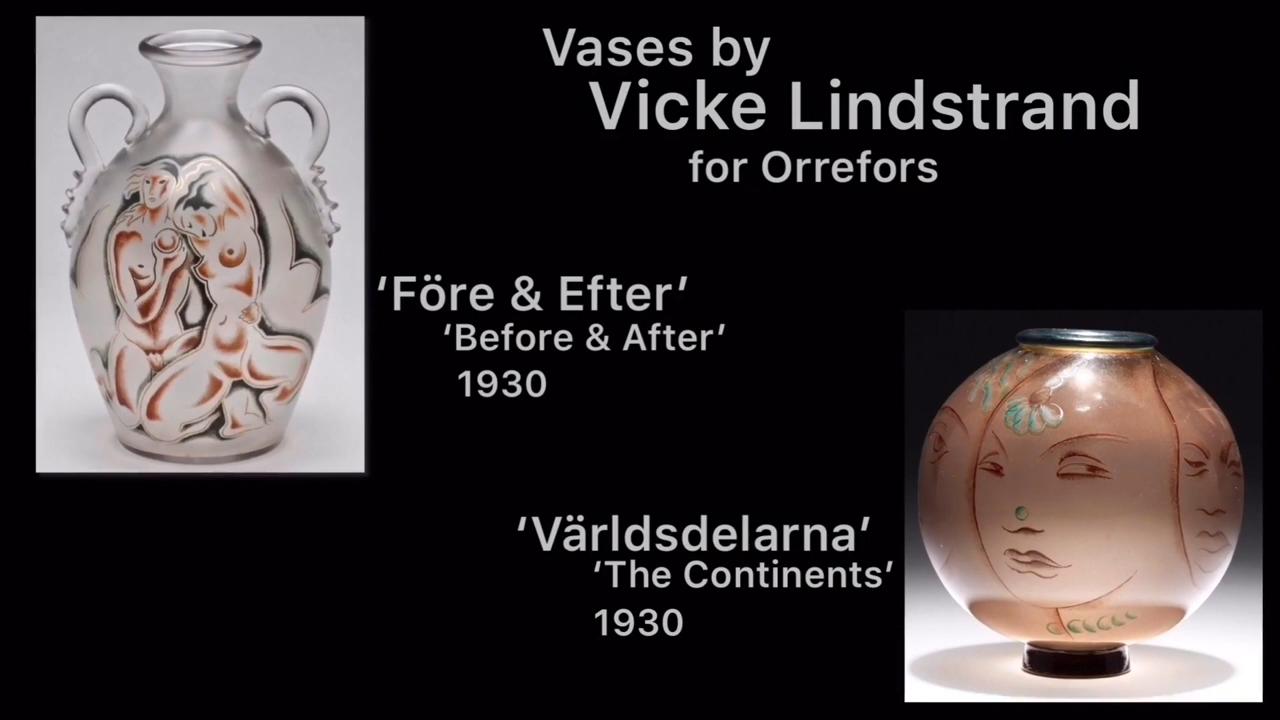 Vases by
Vicke Lindstrand
for Orrefors
‘Före & Efter’
‘Before & After’
1930
‘Världsdelarna’
‘The Continents’
1930